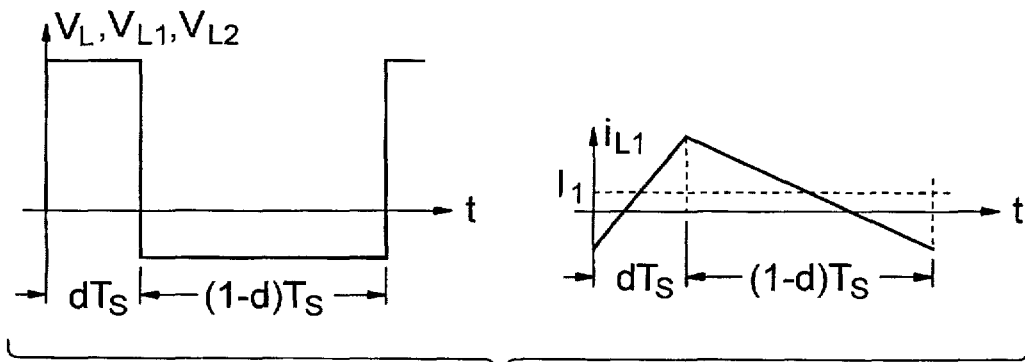 V_L, V_L1, V_L2
t
dT_S
(1-d)T_S
i_L1
I_1
t
dT_S
(1-d)T_S